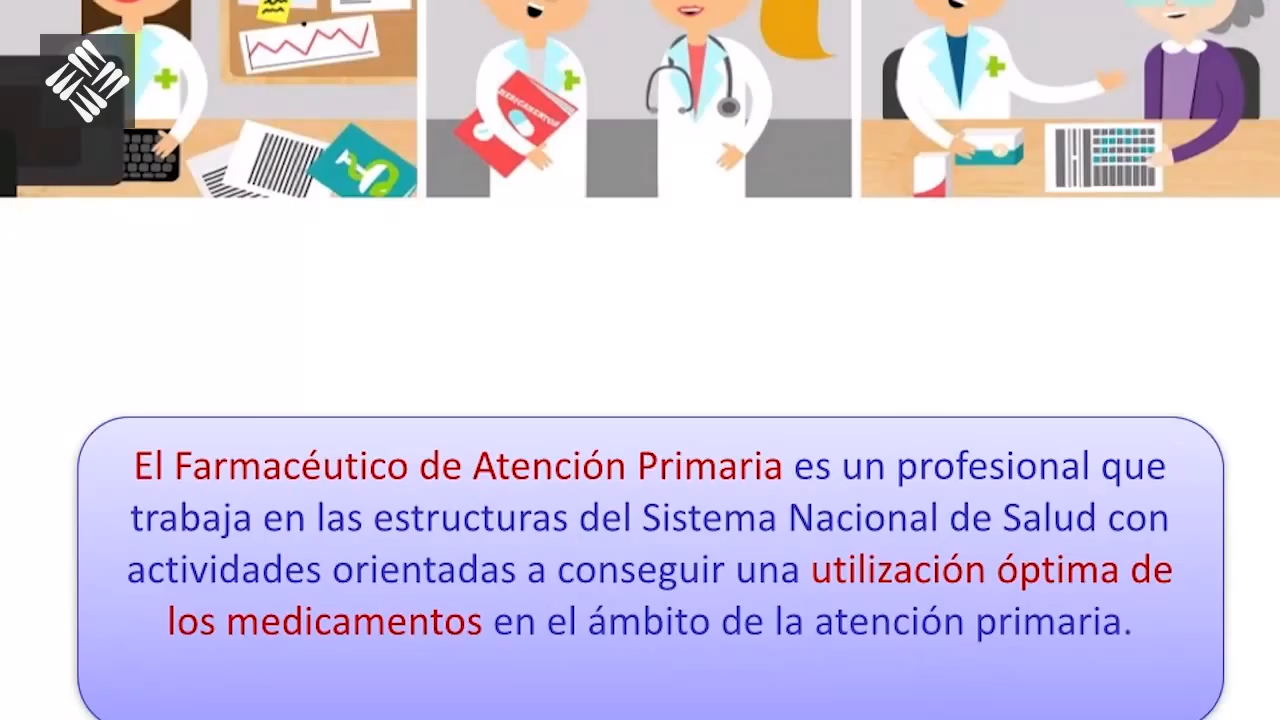 MEDICAMENTOS
El Farmacéutico de Atención Primaria es un profesional que
trabaja en las estructuras del Sistema Nacional de Salud con
actividades orientadas a conseguir una utilización óptima de
los medicamentos en el ámbito de la atención primaria.